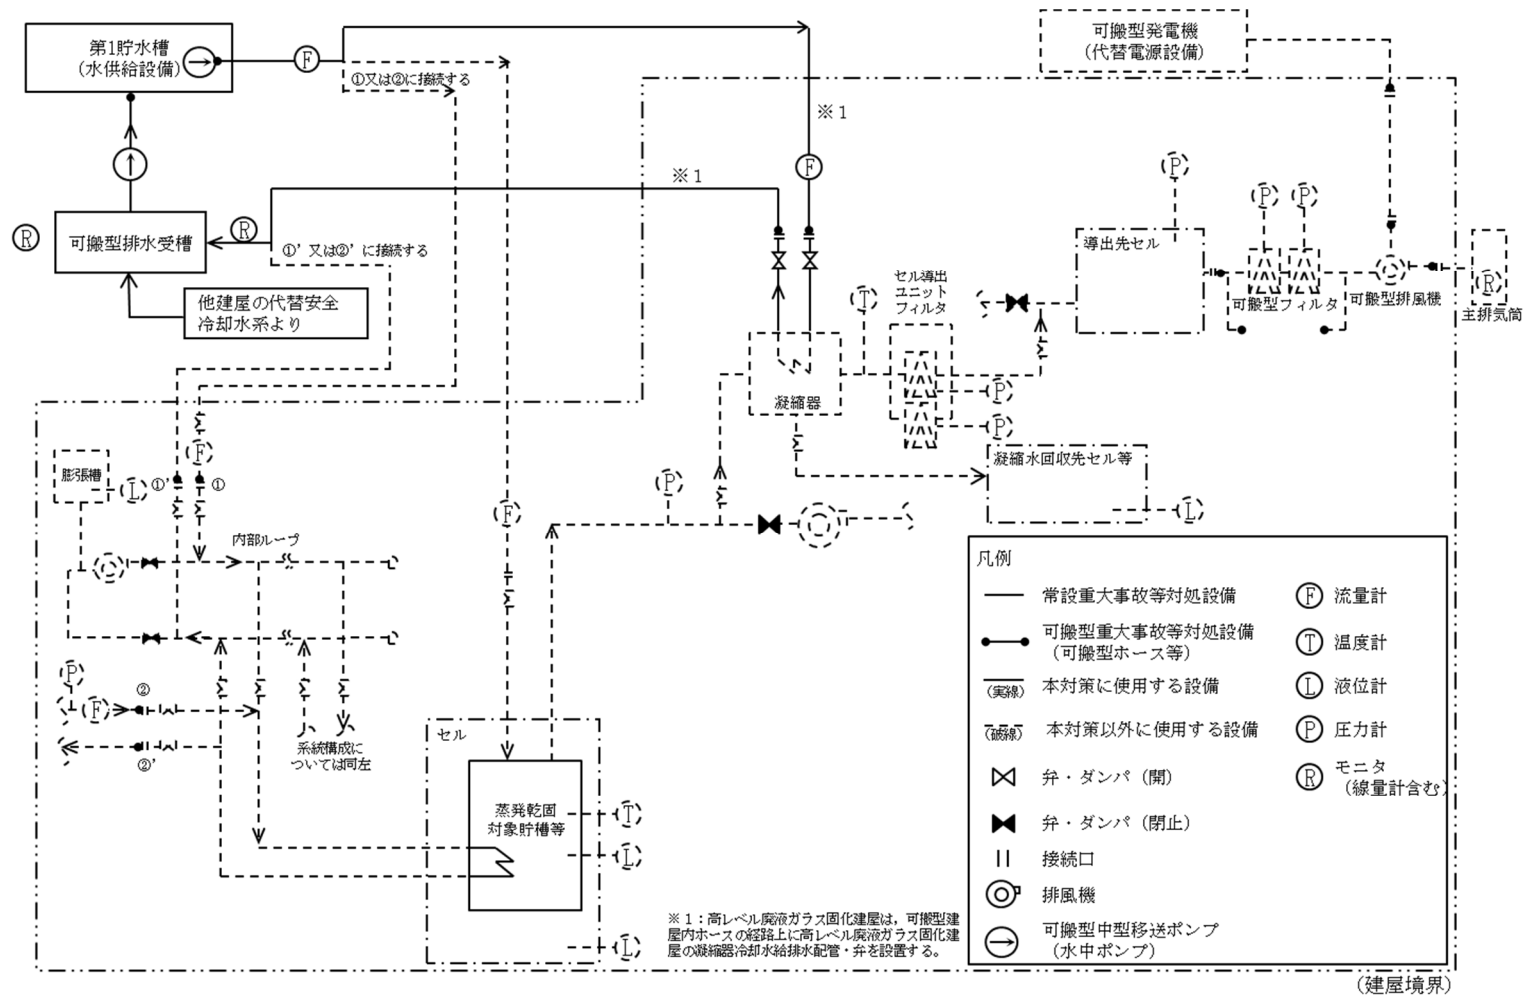 第1貯水槽
(水供給設備)
F
①又は②に接続する
可搬型発電機
(代替電源設備)
※1
F
※1
P
P
P
R
可搬型排水受槽
R
①’又は②’に接続する
導出先セル
R
可搬型フィルタ
可搬型排風機
主排気筒
他建屋の代替安全
冷却水系より
セル導出
ユニット
フィルタ
T
凝縮器
P
P
F
膨張槽
L
①’
①
凝縮水回収先セル等
L
P
F
内部ループ
P
F
②
②’
系統構成に
ついては同左
セル
蒸発乾固
対象貯槽等
T
L
L
※1:高レベル廃液ガラス固化建屋は,可搬型建
屋内ホースの経路上に高レベル廃液ガラス固化建
屋の凝縮器冷却水給排水配管・弁を設置する。
凡例
常設重大事故等対処設備
可搬型重大事故等対処設備
(可搬型ホース等)
(実線)
本対策に使用する設備
(破線)
本対策以外に使用する設備
弁・ダンパ(開)
弁・ダンパ(閉止)
接続口
排風機
可搬型中型移送ポンプ
(水中ポンプ)
F 流量計
T 温度計
L 液位計
P 圧力計
R モニタ
(線量計含む)
(建屋境界)